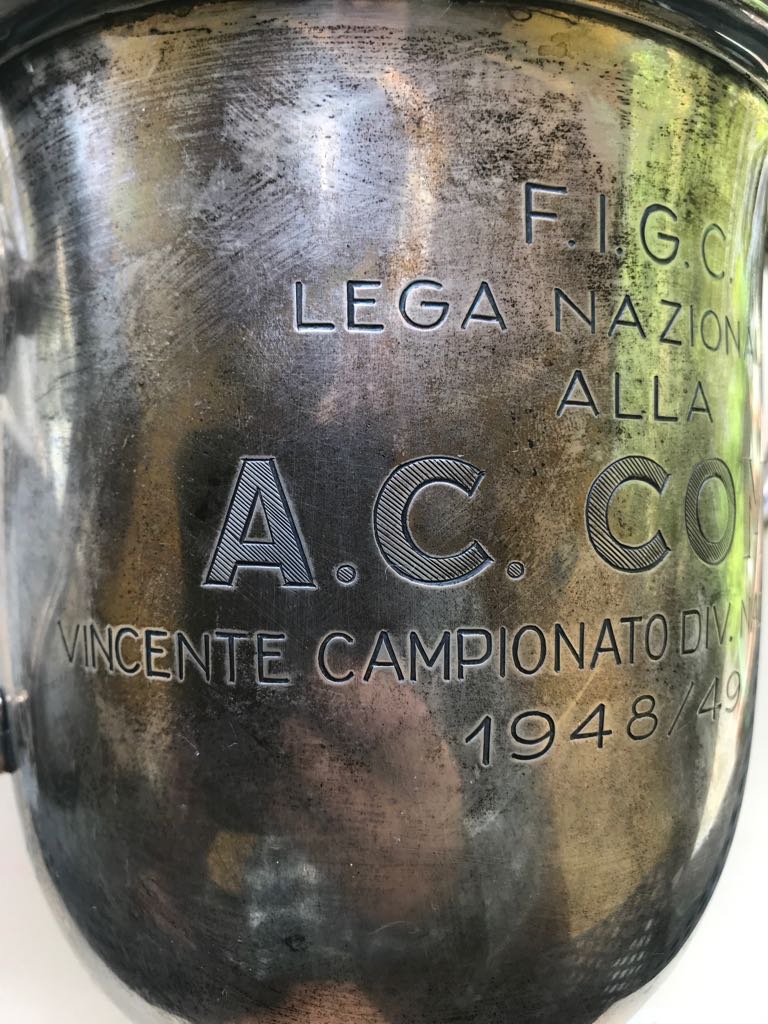 F.I.G.C.
LEGA NAZIONA
ALLA
A.C. CO
VINCENTE CAMPIONATO DIV.
1948/49